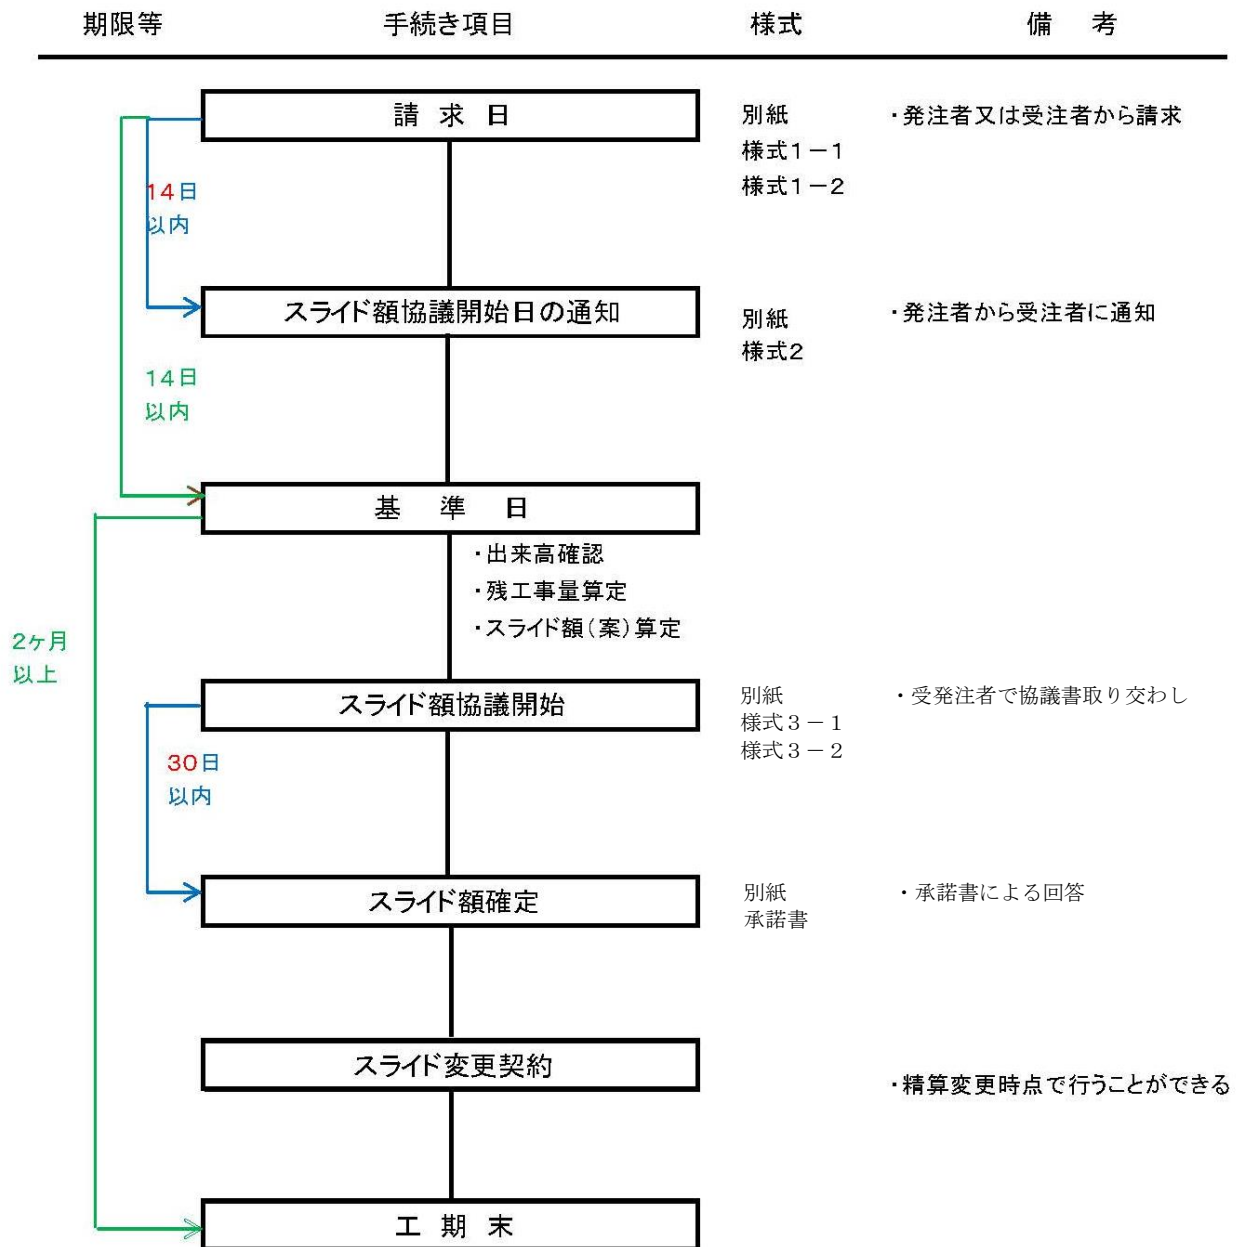 期限等 手続き項目 様式 備 考
請 求 日
別紙
様式1－1
様式1－2
・発注者又は受注者から請求
14日
以内
スライド額協議開始日の通知
別紙
様式2
・発注者から受注者に通知
14日
以内
基 準 日
・出来高確認
・残工事量算定
・スライド額(案)算定
2ヶ月
以上
スライド額協議開始
別紙
様式３－１
様式３－２
・受発注者で協議書取り交わし
30日
以内
スライド額確定
別紙
承諾書
・承諾書による回答
スライド変更契約
・精算変更時点で行うことができる
工 期 末